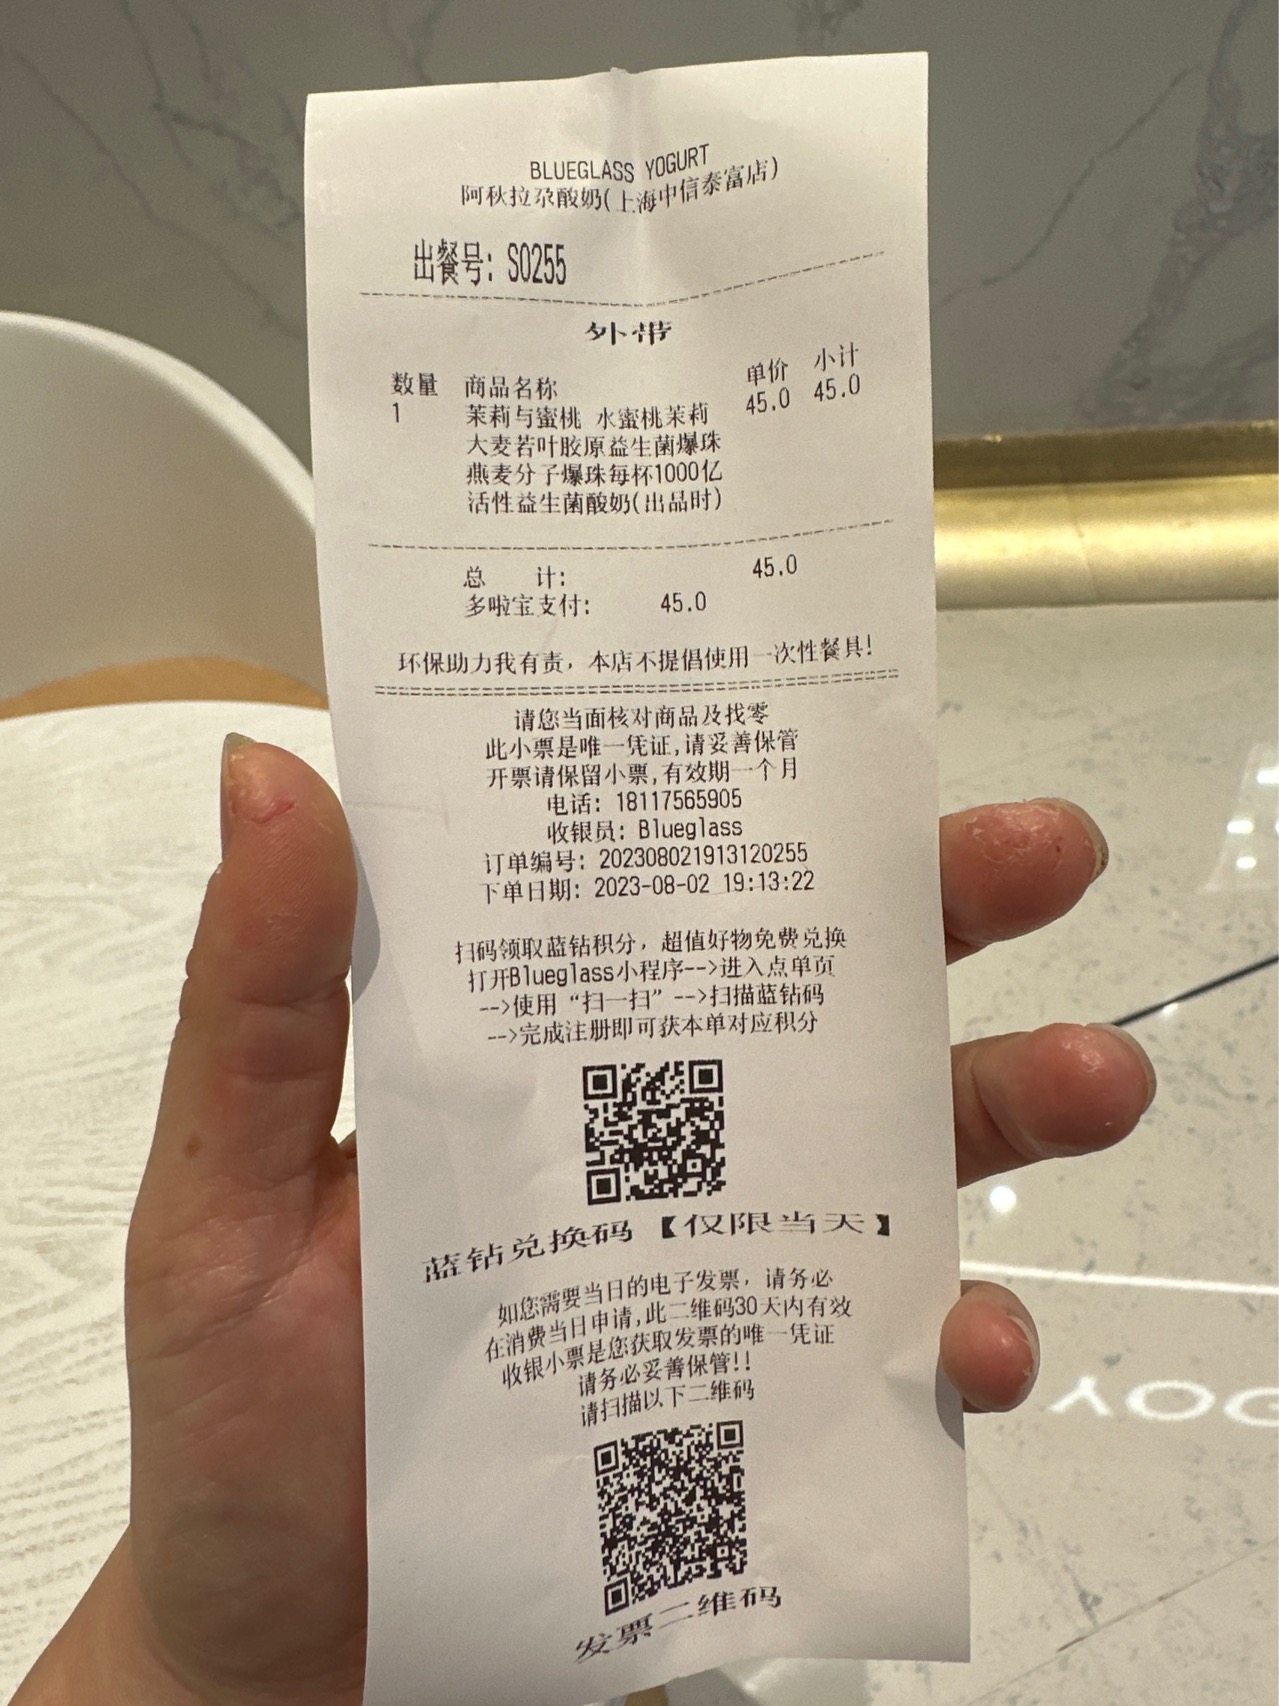 BLUEGLASS YOGURT
阿秋拉尕酸奶(上海中信泰富店)
出餐号: S0255
外带
数量 商品名称 单价 小计
1 茉莉与蜜桃 水蜜桃茉莉 45.0 45.0
大麦若叶胶原益生菌爆珠
燕麦分子爆珠每杯1000亿
活性益生菌酸奶(出品时)
总 计: 45.0
多啦宝支付: 45.0
环保助力我有责，本店不提倡使用一次性餐具!
请您当面核对商品及找零
此小票是唯一凭证,请妥善保管
开票请保留小票,有效期一个月
电话: 18117565905
收银员: Blueglass
订单编号: 202308021913120255
下单日期: 2023-08-02 19:13:22
扫码领取蓝钻积分，超值好物免费兑换
打开Blueglass小程序-->进入点单页
-->使用“扫一扫”-->扫描蓝钻码
-->完成注册即可获本单对应积分
蓝钻兑换码【仅限当天】
如您需要当日的电子发票，请务必
在消费当日申请,此二维码30天内有效
收银小票是您获取发票的唯一凭证
请务必妥善保管!!
请扫描以下二维码
发票二维码